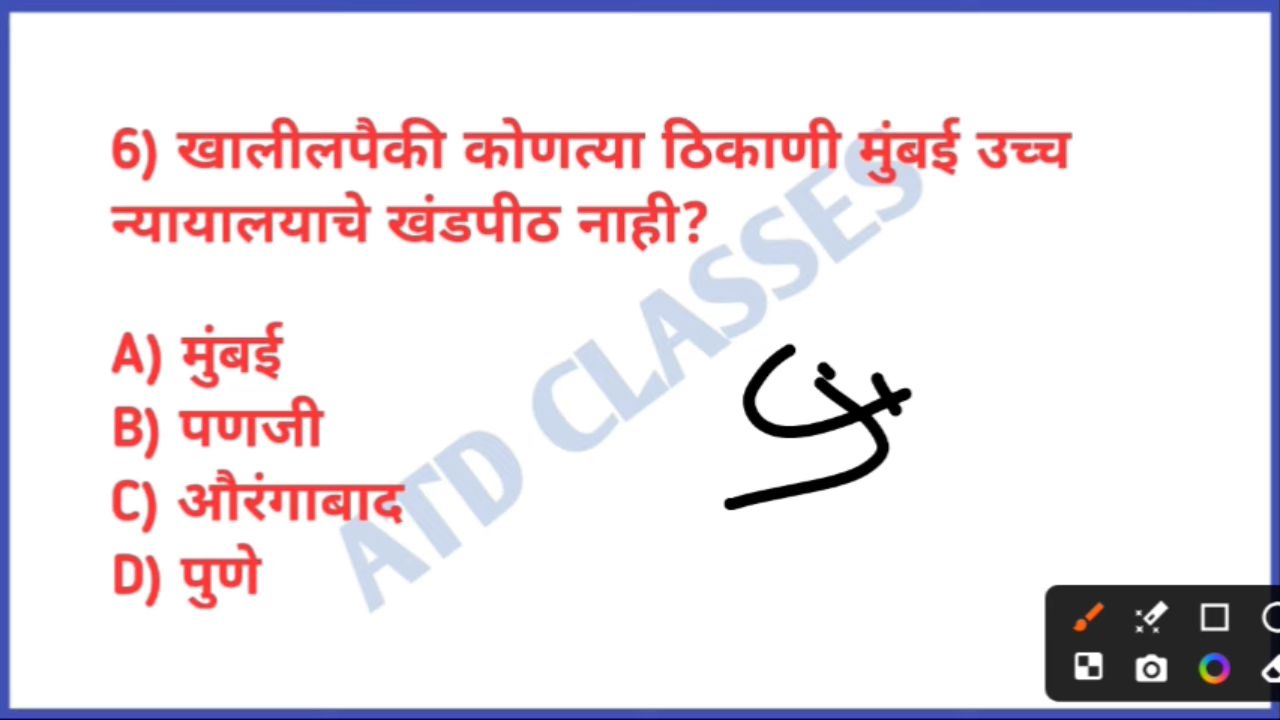 6) खालीलपैकी कोणत्या ठिकाणी मुंबई उच्च
न्यायालयाचे खंडपीठ नाही?
A) मुंबई
B) पणजी
C) औरंगाबाद
D) पुणे
ATD CLASSES